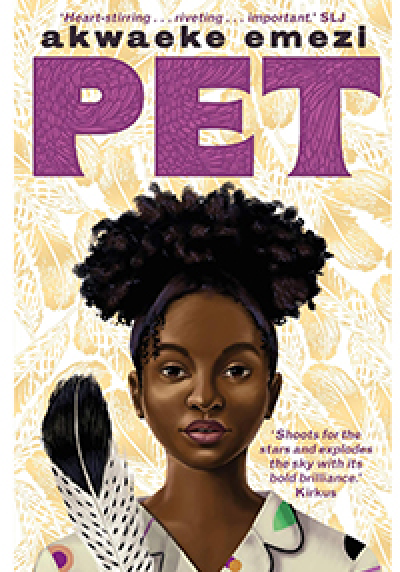 'Heart-stirring . . . riveting . . . important.' SLJ
akwaeke emezi
PET
'Shoots for the
stars and explodes
the sky with its
bold brilliance.'
Kirkus